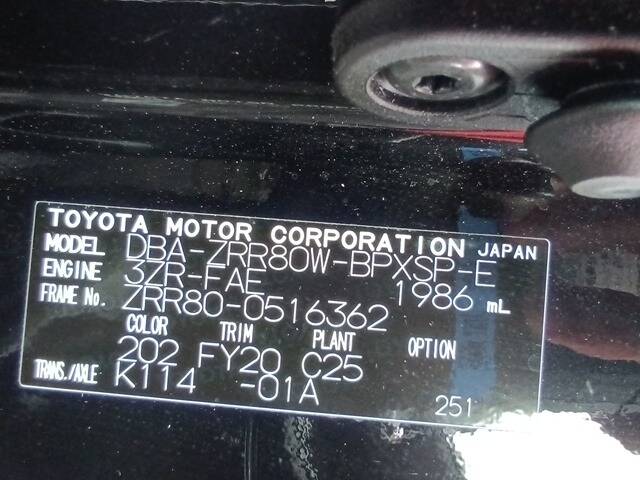 TOYOTA MOTOR CORPORATION JAPAN
MODEL DBA-ZRR80W-BPXSP-E
ENGINE 3ZR-FAE 1986 mL
FRAME No. ZRR80-0516362
COLOR TRIM PLANT OPTION
202 FY20 C25
TRANS./AXLE K114 -01A
251